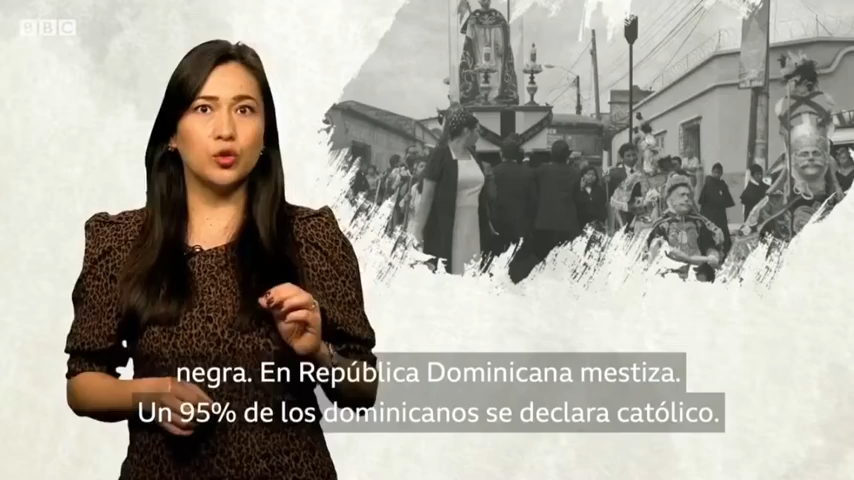 BBC
negra. En República Dominicana mestiza.
Un 95% de los dominicanos se declara católico.